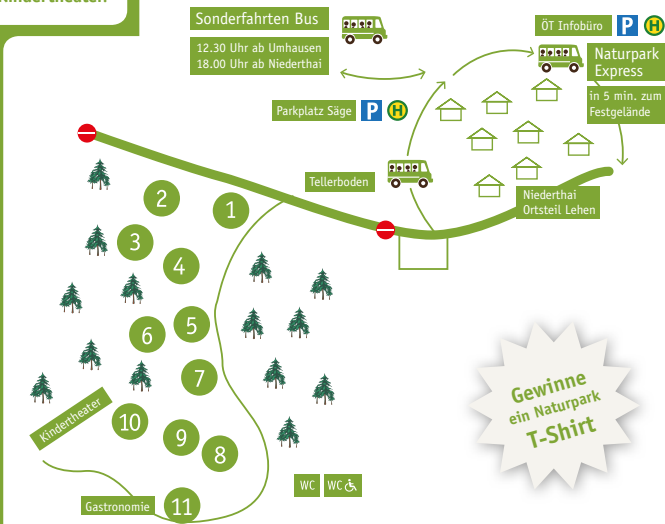 Kindertheater
Sonderfahrten Bus
12.30 Uhr ab Umhausen
18.00 Uhr ab Niederthai
ÖT Infobüro P H
Naturpark
Express
in 5 min. zum
Festgelände
Parkplatz Säge P H
Tellerboden
Niederthai
Ortsteil Lehen
1
2
3
4
5
6
7
Kindertheater
10
9
8
Gastronomie
11
WC
WC
Gewinne
ein Naturpark
T-Shirt